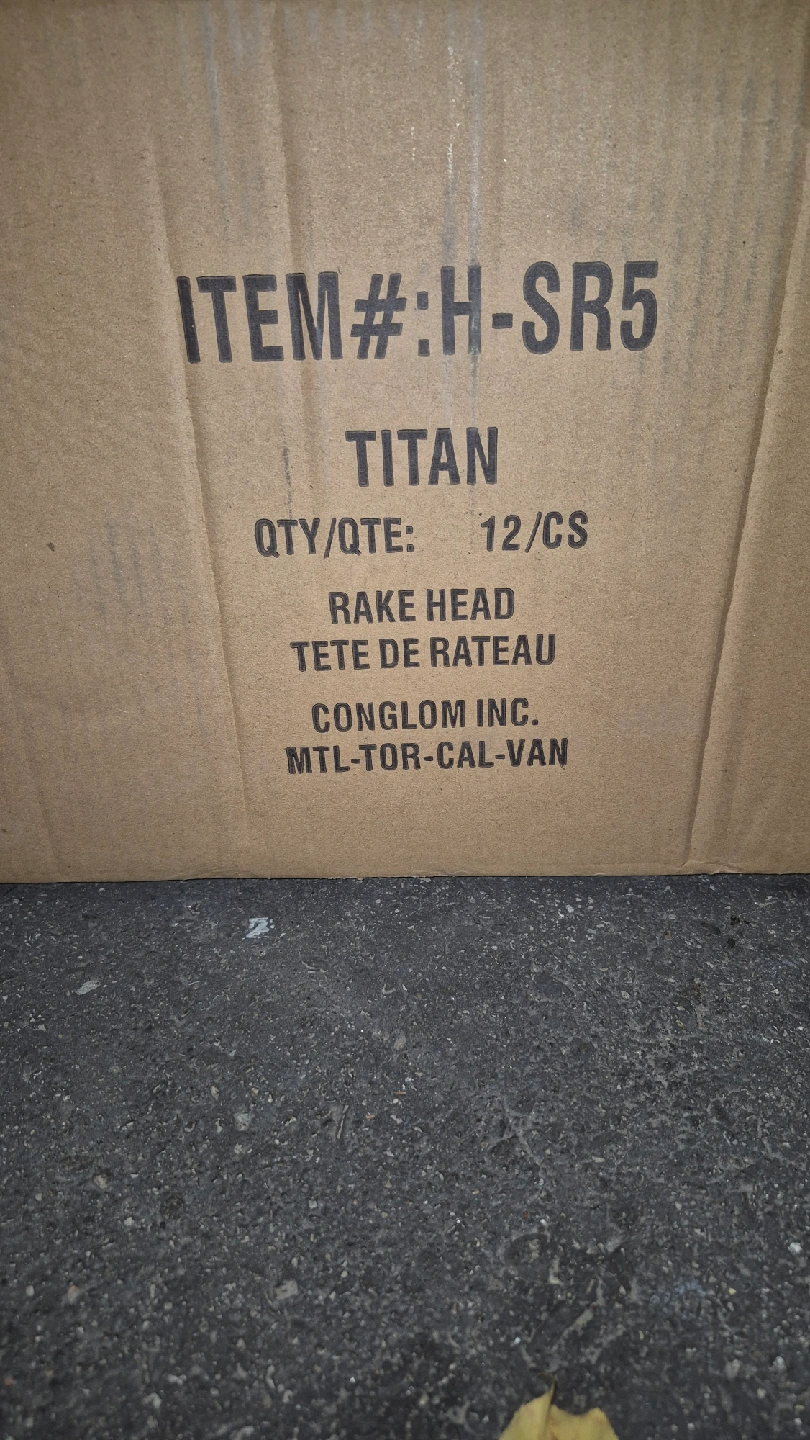 ITEM#:H-SR5
TITAN
QTY/QTE: 12/CS
RAKE HEAD
TETE DE RATEAU
CONGLOM INC.
MTL-TOR-CAL-VAN